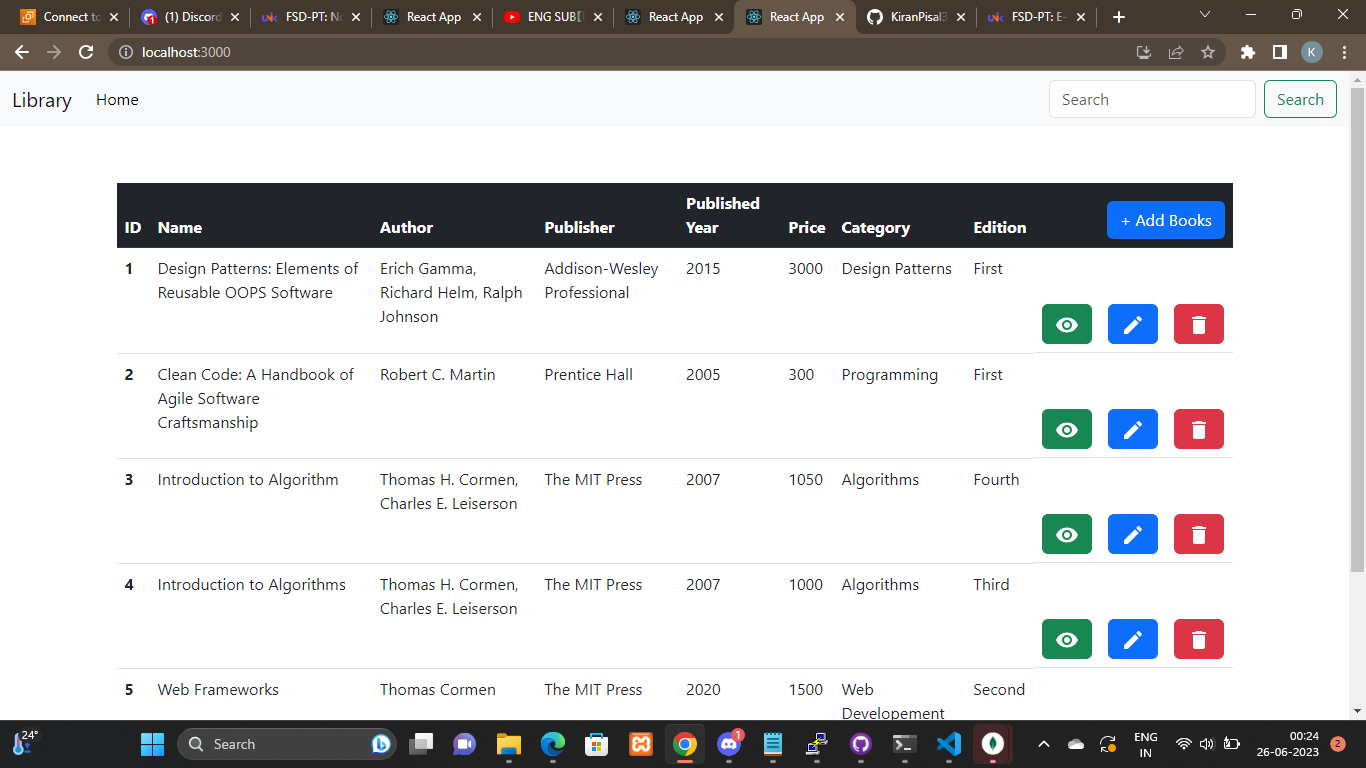 Connect to
(1) Discord
FSD-PT: No
React App
ENG SUB
React App
React App
KiranPisal3
FSD-PT: E-
localhost:3000
K
Library Home
Search
Search
ID Name Author Publisher Published Year Price Category Edition + Add Books
1 Design Patterns: Elements of Erich Gamma, Addison-Wesley 2015 3000 Design Patterns First
Reusable OOPS Software Richard Helm, Ralph Professional
Johnson
2 Clean Code: A Handbook of Robert C. Martin Prentice Hall 2005 300 Programming First
Agile Software
Craftsmanship
3 Introduction to Algorithm Thomas H. Cormen, The MIT Press 2007 1050 Algorithms Fourth
Charles E. Leiserson
4 Introduction to Algorithms Thomas H. Cormen, The MIT Press 2007 1000 Algorithms Third
Charles E. Leiserson
5 Web Frameworks Thomas Cormen The MIT Press 2020 1500 Web Second
Developement
24°
Search
1
ENG
IN
00:24
26-06-2023
2